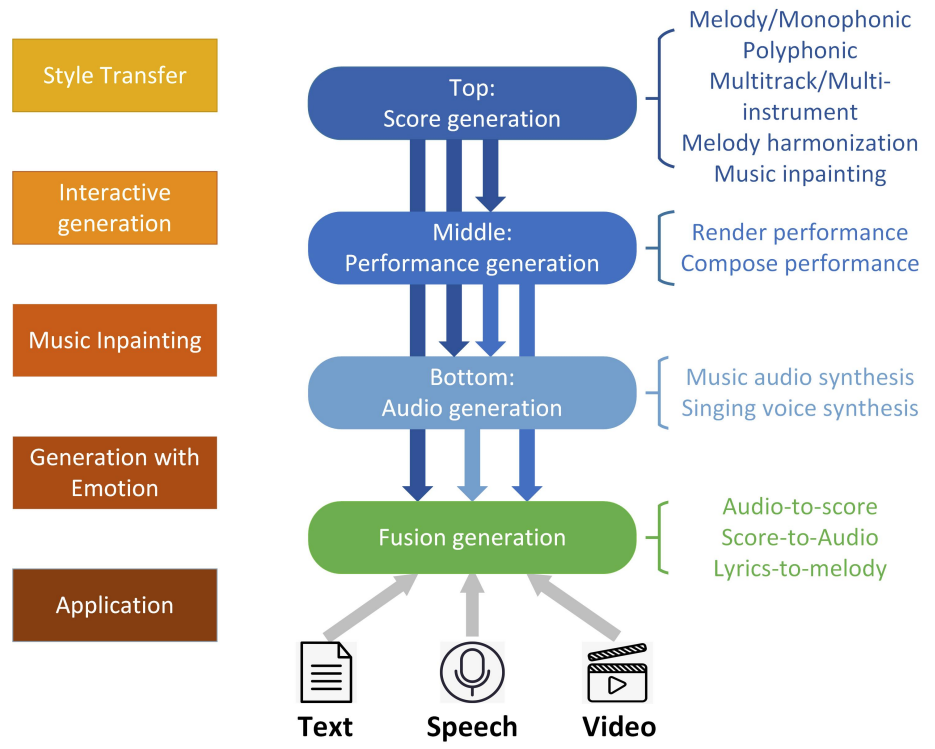 Style Transfer
Interactive
generation
Music Inpainting
Generation with
Emotion
Application
Top:
Score generation
Middle:
Performance generation
Bottom:
Audio generation
Fusion generation
Melody/Monophonic
Polyphonic
Multitrack/Multi-
instrument
Melody harmonization
Music inpainting
Render performance
Compose performance
Music audio synthesis
Singing voice synthesis
Audio-to-score
Score-to-Audio
Lyrics-to-melody
Text
Speech
Video